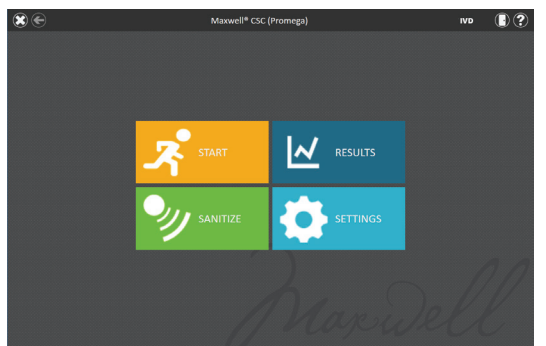 Maxwell® CSC (Promega)
IVD
?
START
RESULTS
SANITIZE
SETTINGS
Maxwell